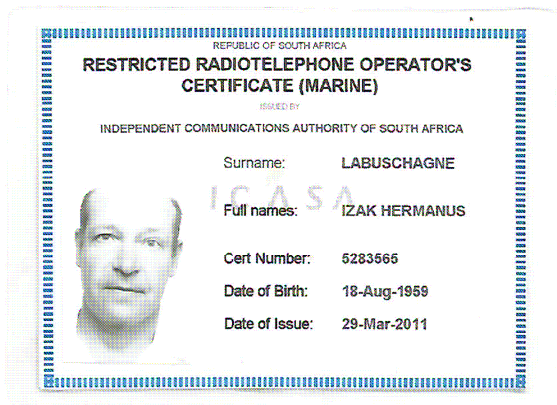 REPUBLIC OF SOUTH AFRICA
RESTRICTED RADIOTELEPHONE OPERATOR'S
CERTIFICATE (MARINE)
ISSUED BY
INDEPENDENT COMMUNICATIONS AUTHORITY OF SOUTH AFRICA
Surname: LABUSCHAGNE
ICASA
Full names: IZAK HERMANUS
Cert Number: 5283565
Date of Birth: 18-Aug-1959
Date of Issue: 29-Mar-2011